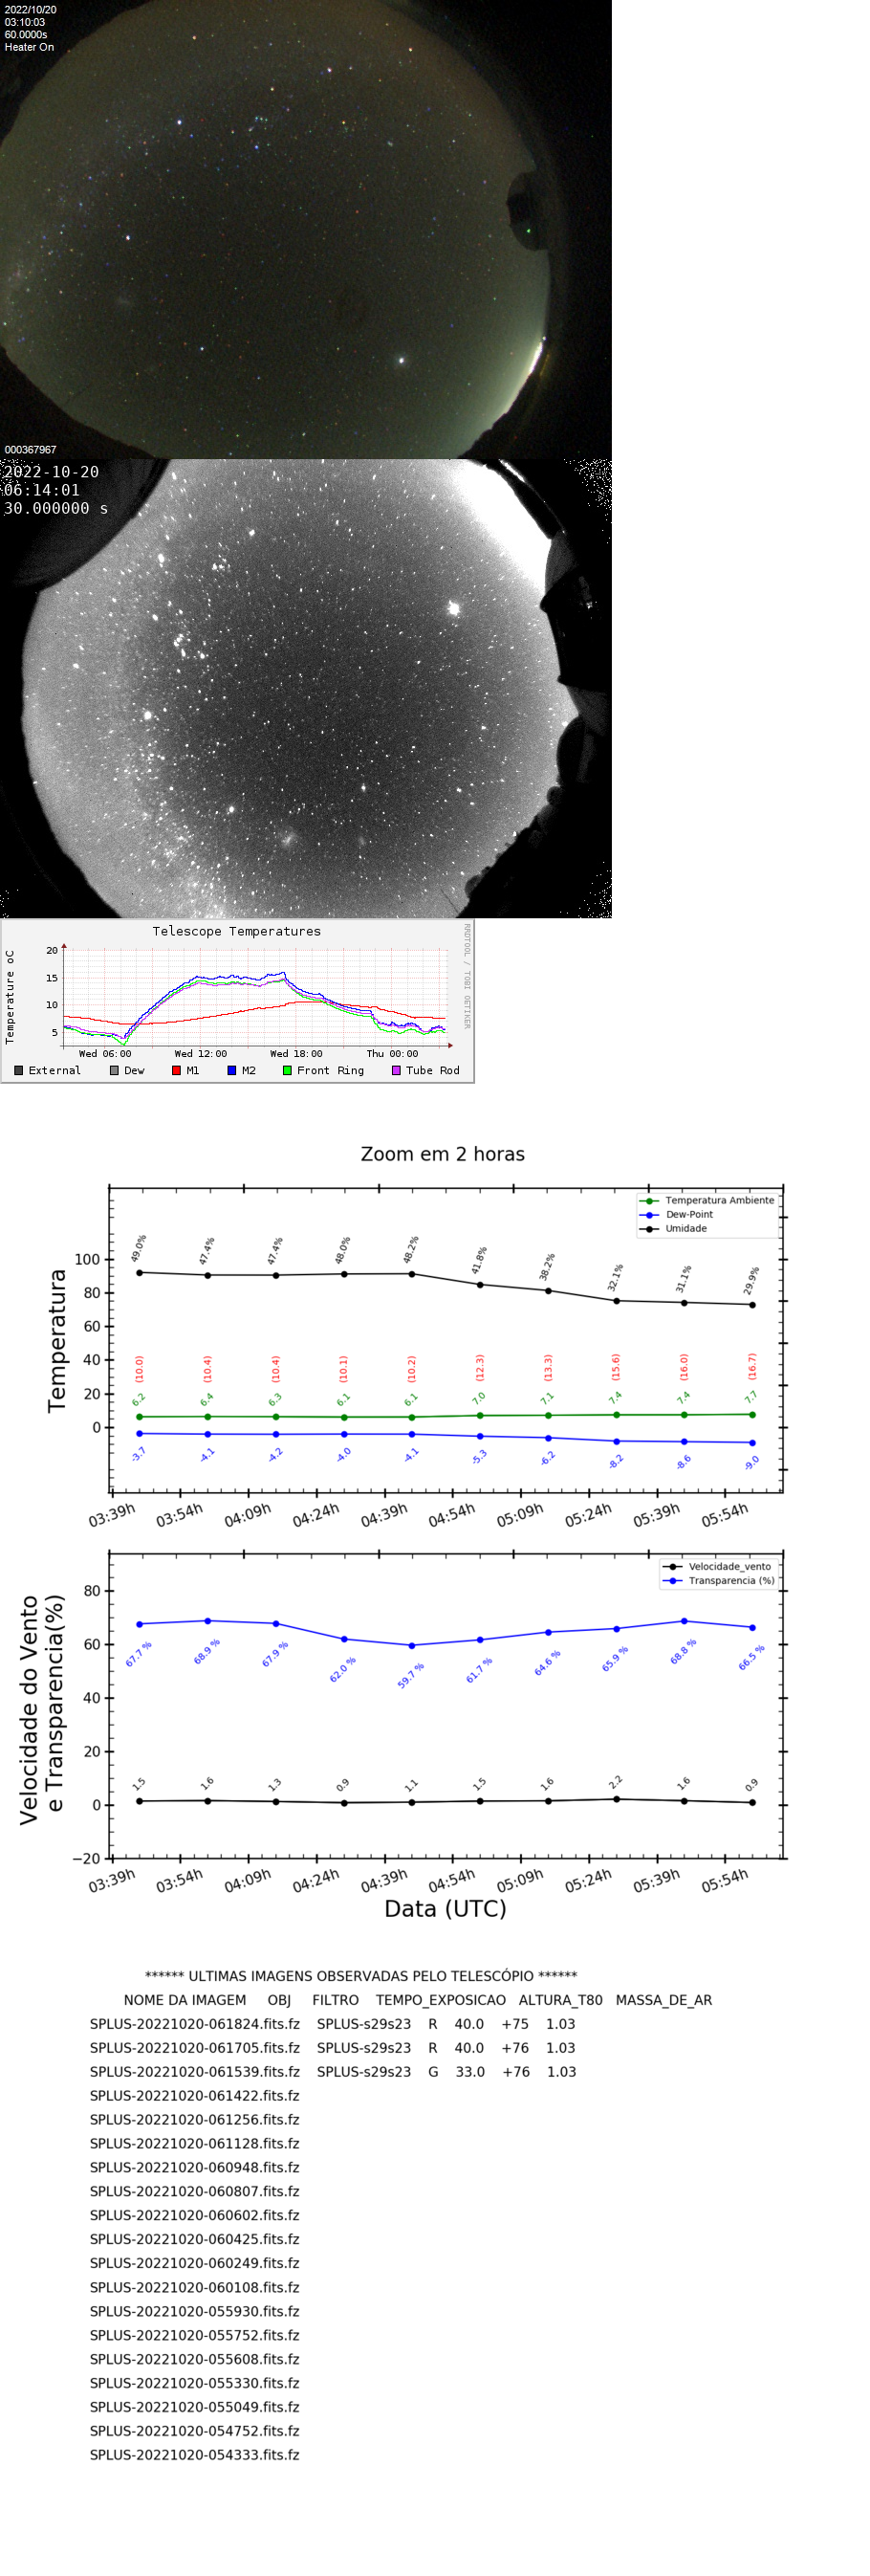 2022/10/20
03:10:03
60.0000s
Heater On
000367967
2022-10-20
06:14:01
30.000000 s
Telescope Temperatures
RRDTOOL / TOBI OETIKER
Temperature oC
20
15
10
5
Wed 06:00 Wed 12:00 Wed 18:00 Thu 00:00
External Dew M1 M2 Front Ring Tube Rod
Zoom em 2 horas
Temperatura Ambiente
Dew-Point
Umidade
Temperatura
100
80
60
40
20
0
49.0% 47.4% 47.4% 48.0% 48.2% 41.8% 38.2% 32.1% 31.1% 29.9%
(10.0) (10.4) (10.4) (10.1) (10.2) (12.3) (13.3) (15.6) (16.0) (16.7)
6.2 6.4 6.3 6.1 6.1 7.0 7.1 7.4 7.4 7.7
-3.7 -4.1 -4.2 -4.0 -4.1 -5.3 -6.2 -8.2 -8.6 -9.0
03:39h 03:54h 04:09h 04:24h 04:39h 04:54h 05:09h 05:24h 05:39h 05:54h
Velocidade_vento
Transparencia (%)
Velocidade do Vento
e Transparencia(%)
80
60
40
20
0
−20
67.7 % 68.9 % 67.9 % 62.0 % 59.7 % 61.7 % 64.6 % 65.9 % 68.8 % 66.5 %
1.5 1.6 1.3 0.9 1.1 1.5 1.6 2.2 1.6 0.9
03:39h 03:54h 04:09h 04:24h 04:39h 04:54h 05:09h 05:24h 05:39h 05:54h
Data (UTC)
****** ULTIMAS IMAGENS OBSERVADAS PELO TELESCÓPIO ******
NOME DA IMAGEM OBJ FILTRO TEMPO_EXPOSICAO ALTURA_T80 MASSA_DE_AR
SPLUS-20221020-061824.fits.fz SPLUS-s29s23 R 40.0 +75 1.03
SPLUS-20221020-061705.fits.fz SPLUS-s29s23 R 40.0 +76 1.03
SPLUS-20221020-061539.fits.fz SPLUS-s29s23 G 33.0 +76 1.03
SPLUS-20221020-061422.fits.fz
SPLUS-20221020-061256.fits.fz
SPLUS-20221020-061128.fits.fz
SPLUS-20221020-060948.fits.fz
SPLUS-20221020-060807.fits.fz
SPLUS-20221020-060602.fits.fz
SPLUS-20221020-060425.fits.fz
SPLUS-20221020-060249.fits.fz
SPLUS-20221020-060108.fits.fz
SPLUS-20221020-055930.fits.fz
SPLUS-20221020-055752.fits.fz
SPLUS-20221020-055608.fits.fz
SPLUS-20221020-055330.fits.fz
SPLUS-20221020-055049.fits.fz
SPLUS-20221020-054752.fits.fz
SPLUS-20221020-054333.fits.fz